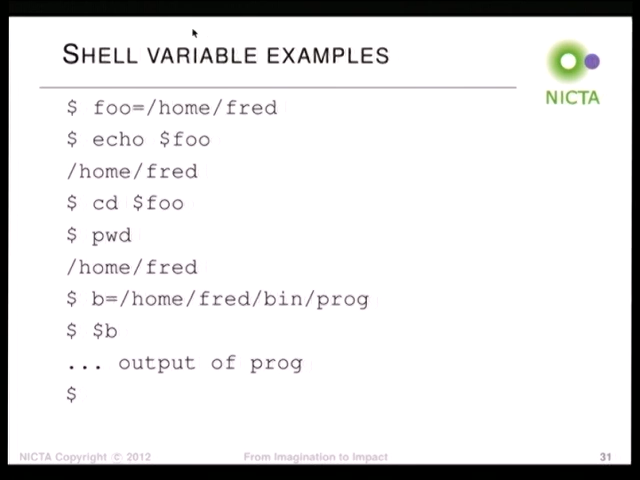 SHELL VARIABLE EXAMPLES
NICTA
$ foo=/home/fred
$ echo $foo
/home/fred
$ cd $foo
$ pwd
/home/fred
$ b=/home/fred/bin/prog
$ $b
... output of prog
$
NICTA Copyright © 2012
From Imagination to Impact
31